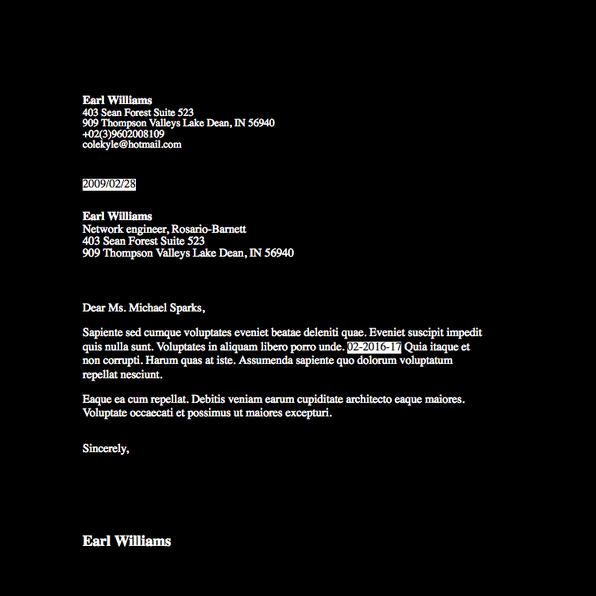 Earl Williams
403 Sean Forest Suite 523
909 Thompson Valleys Lake Dean, IN 56940
+02(3)9602008109
colekyle@hotmail.com
2009/02/28
Earl Williams
Network engineer, Rosario-Barnett
403 Sean Forest Suite 523
909 Thompson Valleys Lake Dean, IN 56940
Dear Ms. Michael Sparks,
Sapiente sed cumque voluptates eveniet beatae deleniti quae. Eveniet suscipit impedit
quis nulla sunt. Voluptates in aliquam libero porro unde. 02-2016-17 Quia itaque et
non corrupti. Harum quas at iste. Assumenda sapiente quo dolorum voluptatum
repellat nesciunt.
Eaque ea cum repellat. Debitis veniam earum cupiditate architecto eaque maiores.
Voluptate occaecati et possimus ut maiores excepturi.
Sincerely,
Earl Williams